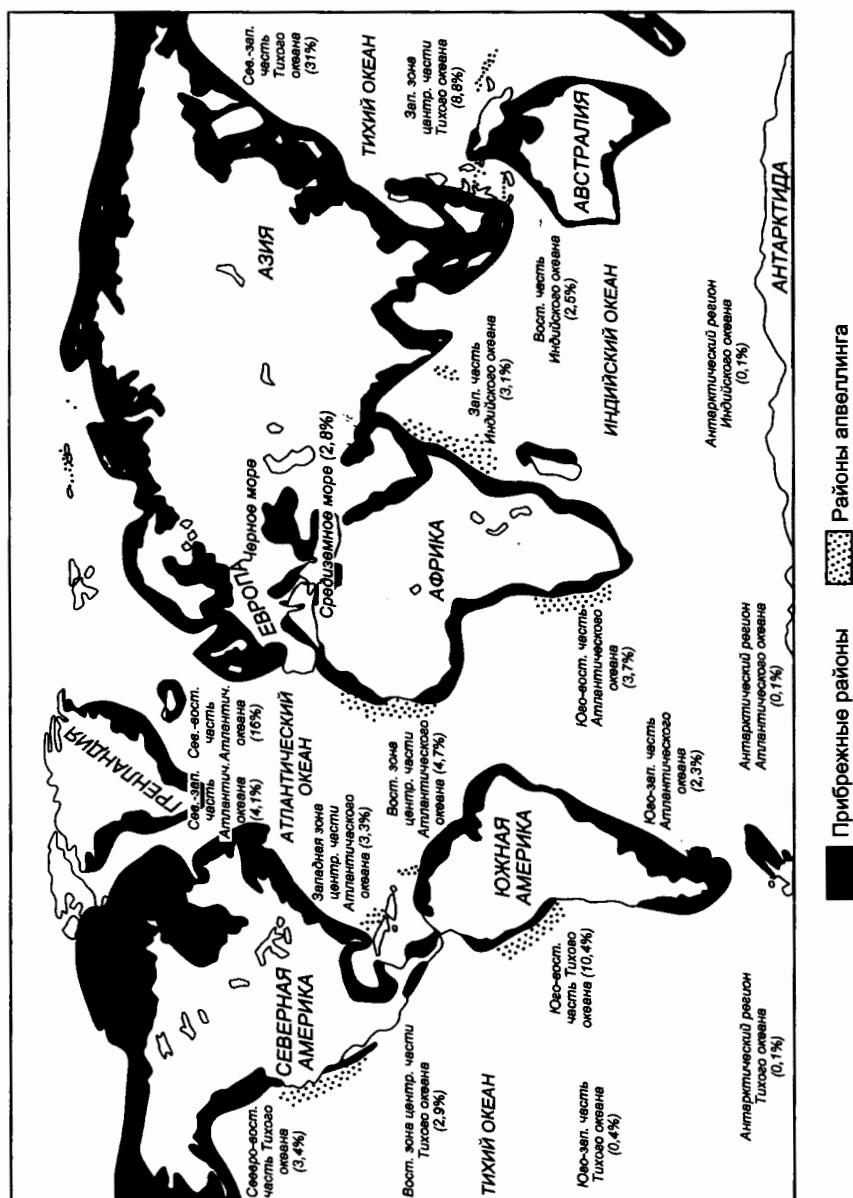 Сев.-зап.
часть
Тихого
океана
(31%)
ТИХИЙ ОКЕАН
Зап. зона
центр. части
Тихого океана
(8,8%)
АЗИЯ
АВСТРАЛИЯ
Вост. часть
Индийского океана
(2,5%)
Зап. часть
Индийского океана
(3,1%)
ИНДИЙСКИЙ ОКЕАН
АНТАРКТИДА
Антарктический регион
Индийского океана
(0,1%)
ЕВРОПА
Черное море
Средиземное море (2,8%)
АФРИКА
Юго-вост. часть
Атлантического
океана
(3,7%)
Антарктический регион
Атлантического океана
(0,1%)
ГРЕНЛАНДИЯ
Сев.-зап.
часть
Атлантич.
океана
(4,1%)
Сев.-вост.
часть
Атлантич.
океана
(16%)
АТЛАНТИЧЕСКИЙ
ОКЕАН
Западная зона
центр. части
Атлантического
океана (3,3%)
Вост. зона
центр. части
Атлантического
океана (4,7%)
Юго-зап. часть
Атлантического
океана
(2,3%)
СЕВЕРНАЯ
АМЕРИКА
ЮЖНАЯ
АМЕРИКА
Северо-вост.
часть Тихого
океана
(3,4%)
Вост. зона центр. части
Тихого океана
(2,9%)
ТИХИЙ ОКЕАН
Юго-вост.
часть Тихого
океана (10,4%)
Юго-зап. часть
Тихого океана
(0,4%)
Антарктический регион
Тихого океана
(0,1%)
Прибрежные районы
Районы апвеллинга